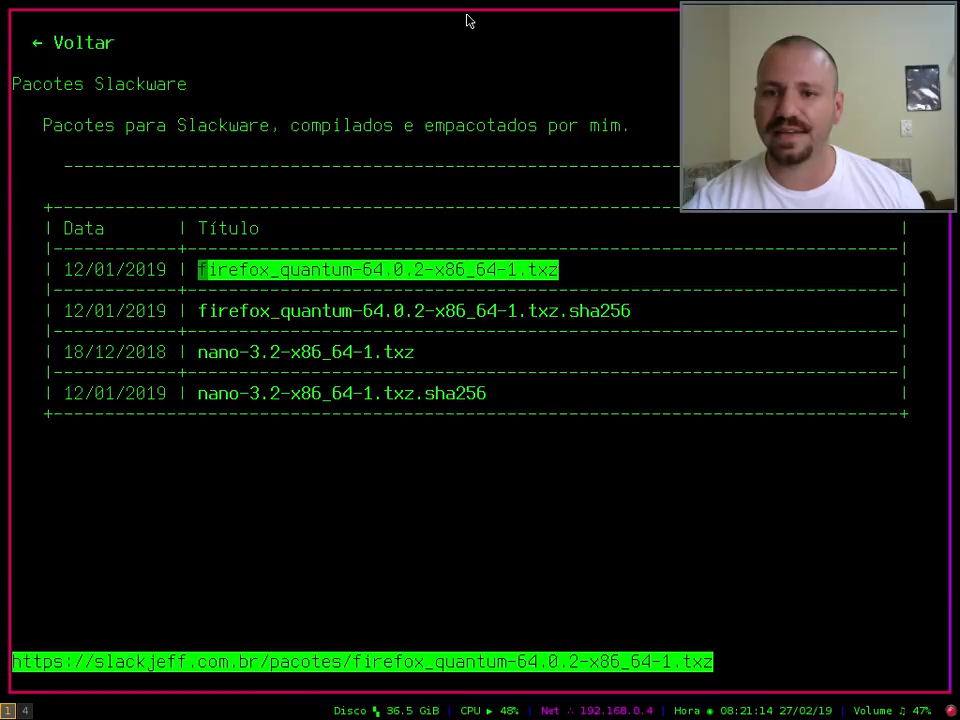 ← Voltar
Pacotes Slackware
Pacotes para Slackware, compilados e empacotados por mim.
| Data | Título |
| 12/01/2019 | firefox_quantum-64.0.2-x86_64-1.txz |
| 12/01/2019 | firefox_quantum-64.0.2-x86_64-1.txz.sha256 |
| 18/12/2018 | nano-3.2-x86_64-1.txz |
| 12/01/2019 | nano-3.2-x86_64-1.txz.sha256 |
https://slackjeff.com.br/pacotes/firefox_quantum-64.0.2-x86_64-1.txz
1 4 Disco 36.5 GiB | CPU ▶ 48% | Net ∴ 192.168.0.4 | Hora ◉ 08:21:14 27/02/19 | Volume ♫ 47%